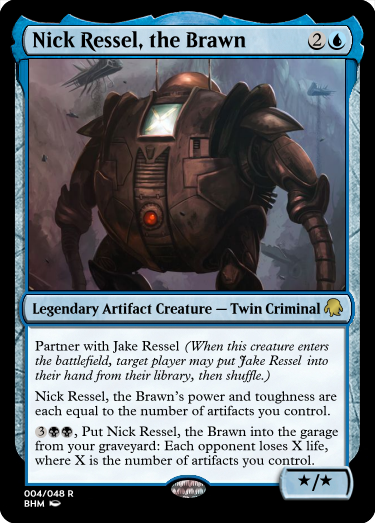 Nick Ressel, the Brawn 2
Legendary Artifact Creature — Twin Criminal
Partner with Jake Ressel (When this creature enters
the battlefield, target player may put Jake Ressel into
their hand from their library, then shuffle.)
Nick Ressel, the Brawn's power and toughness are
each equal to the number of artifacts you control.
3, Put Nick Ressel, the Brawn into the garage
from your graveyard: Each opponent loses X life,
where X is the number of artifacts you control.
★/★
004/048 R
BHM